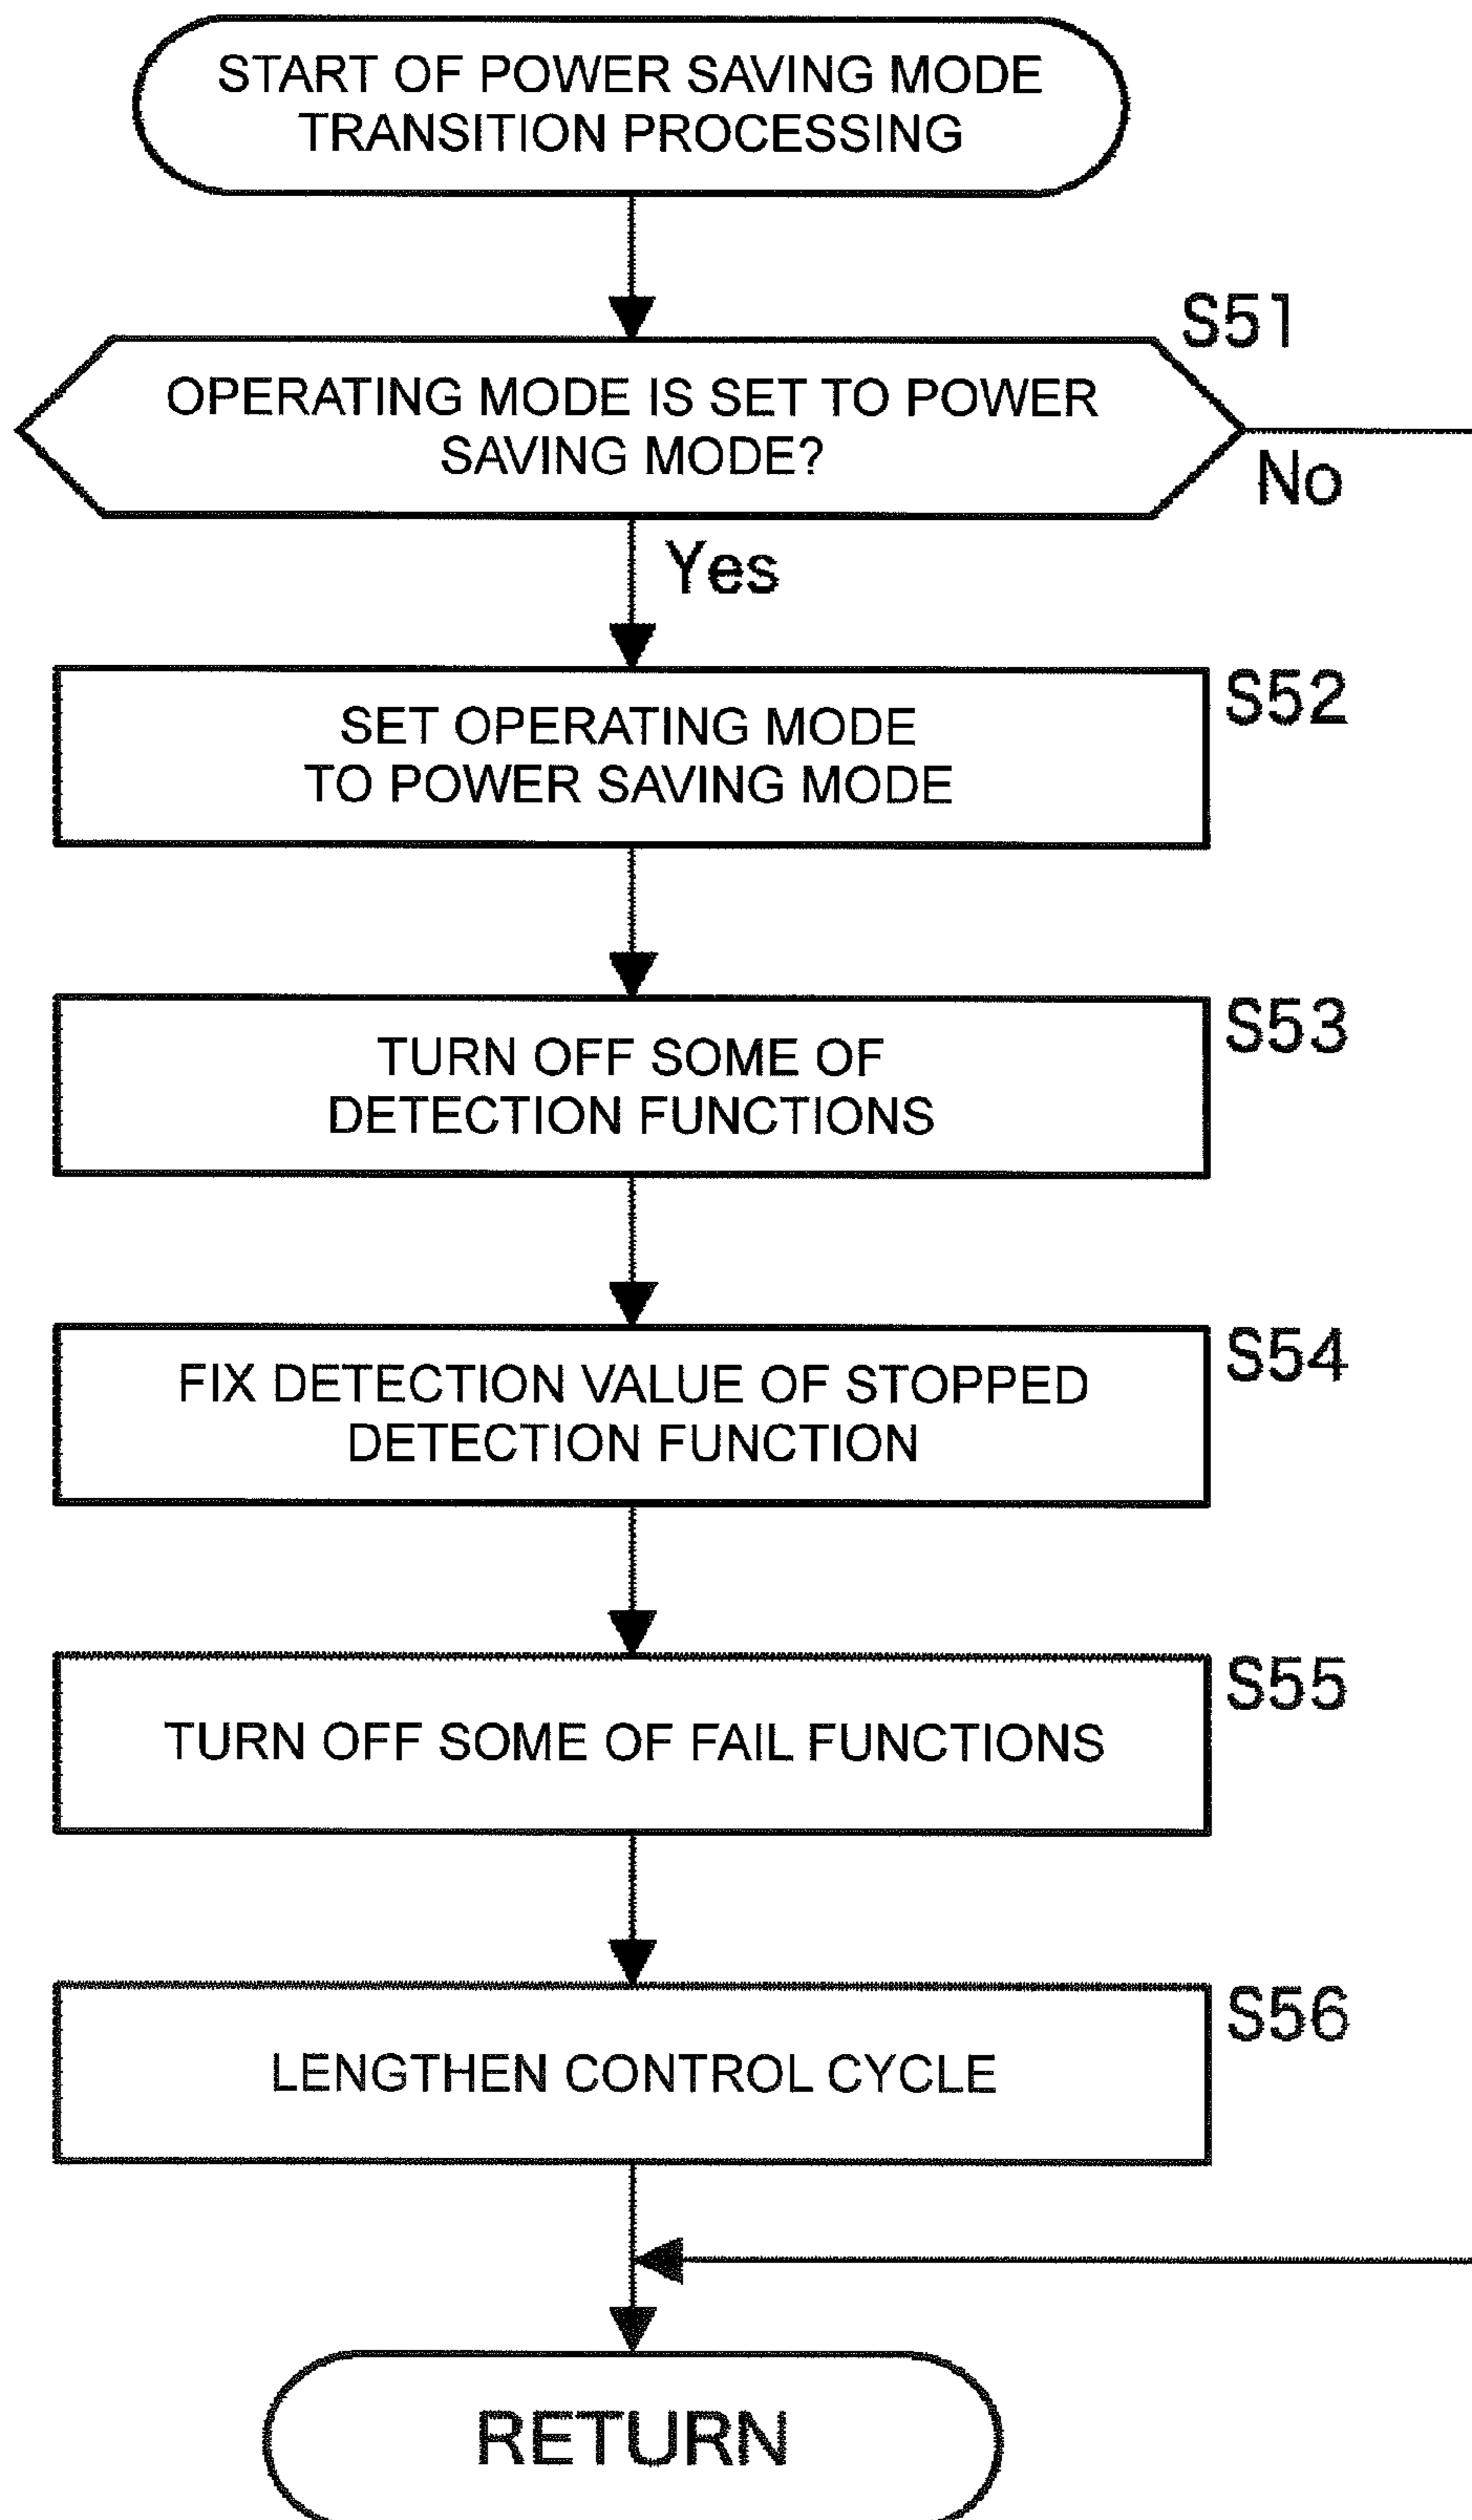 START OF POWER SAVING MODE
TRANSITION PROCESSING
S51
OPERATING MODE IS SET TO POWER
SAVING MODE?
No
Yes
S52
SET OPERATING MODE
TO POWER SAVING MODE
S53
TURN OFF SOME OF
DETECTION FUNCTIONS
S54
FIX DETECTION VALUE OF STOPPED
DETECTION FUNCTION
S55
TURN OFF SOME OF FAIL FUNCTIONS
S56
LENGTHEN CONTROL CYCLE
RETURN